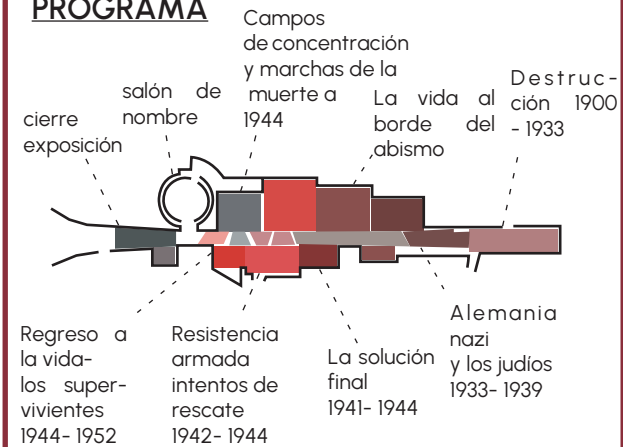 PROGRAMA
Campos
de concentración
y marchas de la
muerte a
1944
salón de
nombre
cierre
exposición
La vida al
borde del
abismo
Destruc-
ción 1900
- 1933
Regreso a
la vida-
los super-
vivientes
1944- 1952
Resistencia
armada
intentos de
rescate
1942- 1944
La solución
final
1941- 1944
Alemania
nazi
y los judíos
1933- 1939